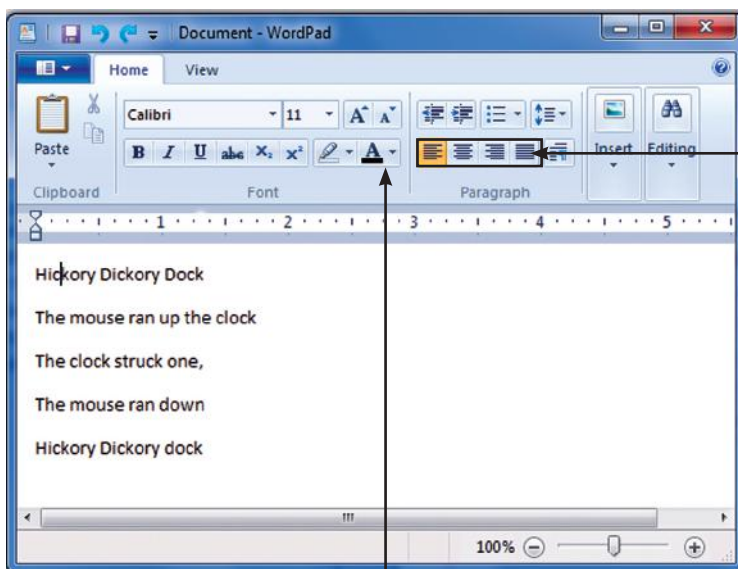 Document - WordPad
Home View
Calibri 11 A A
Paste B I U abc X₂ X² A Insert Editing
Clipboard Font Paragraph
1 2 3 4 5
Hickory Dickory Dock
The mouse ran up the clock
The clock struck one,
The mouse ran down
Hickory Dickory dock
100%